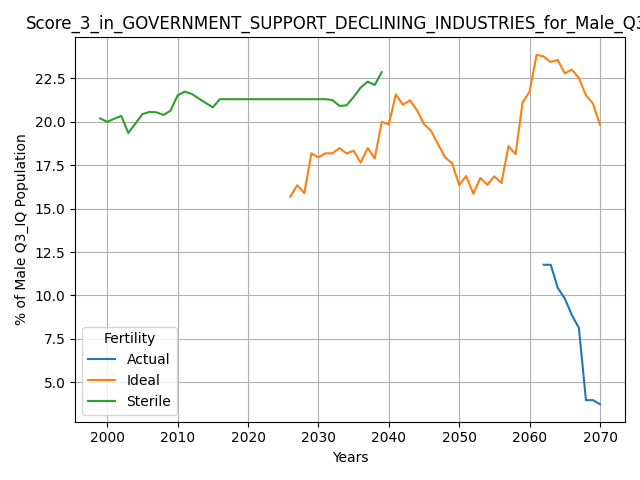 Score_3_in_GOVERNMENT_SUPPORT_DECLINING_INDUSTRIES_for_Male_Q3
% of Male Q3_IQ Population
22.5
20.0
17.5
15.0
12.5
10.0
7.5
5.0
Fertility
Actual
Ideal
Sterile
2000 2010 2020 2030 2040 2050 2060 2070
Years